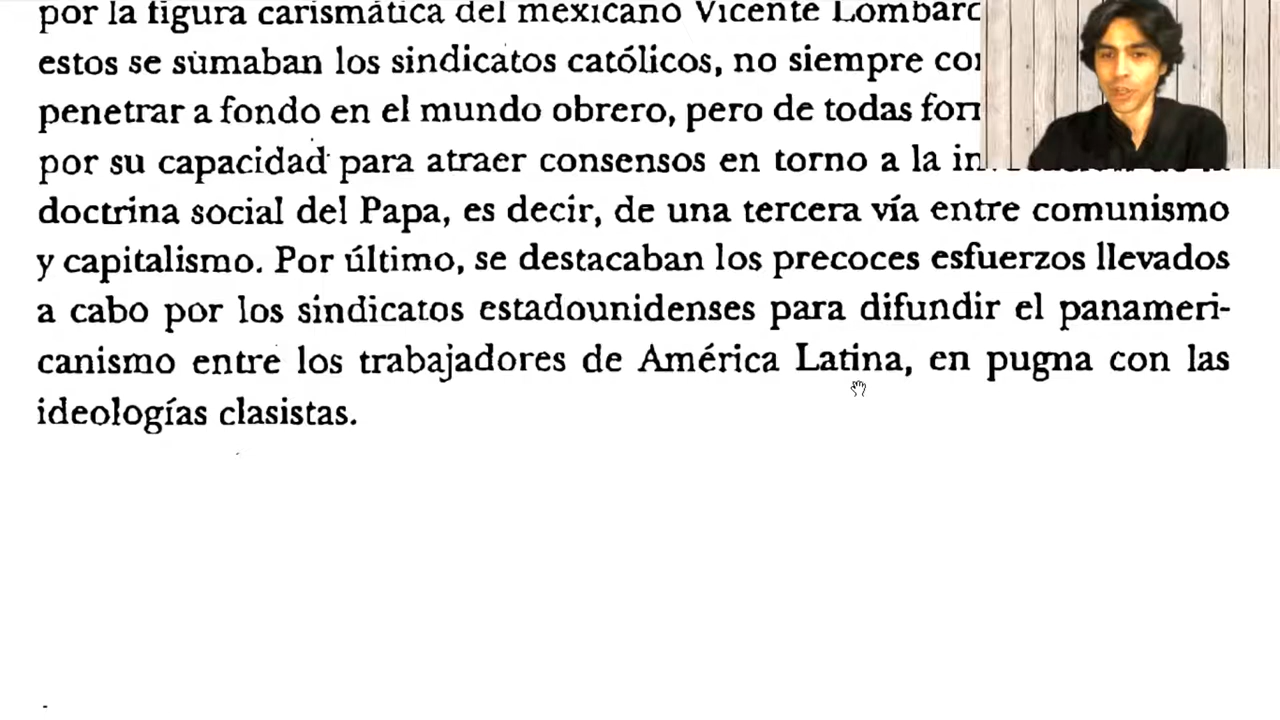 por la figura carismática del mexicano Vicente
estos se sumaban los sindicatos católicos, no siempre
penetrar a fondo en el mundo obrero, pero de todas
por su capacidad para atraer consensos en torno a la
doctrina social del Papa, es decir, de una tercera vía entre comunismo
y capitalismo. Por último, se destacaban los precoces esfuerzos llevados
a cabo por los sindicatos estadounidenses para difundir el panameri-
canismo entre los trabajadores de América Latina, en pugna con las
ideologías clasistas.